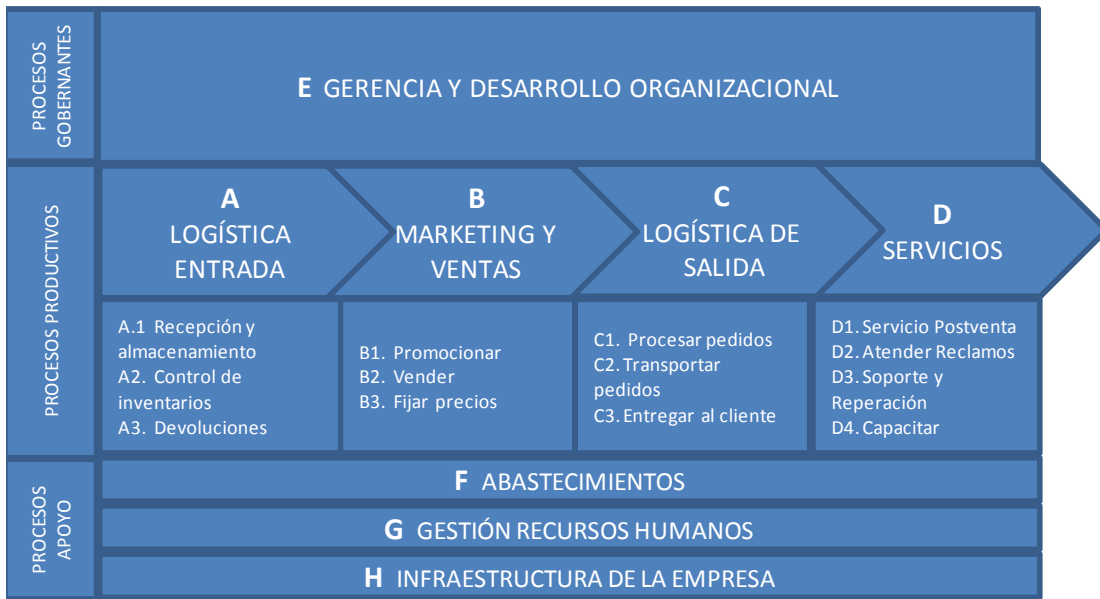 PROCESOS
GOBERNANTES
E GERENCIA Y DESARROLLO ORGANIZACIONAL
PROCESOS PRODUCTIVOS
A
LOGÍSTICA
ENTRADA
B
MARKETING Y
VENTAS
C
LOGÍSTICA DE
SALIDA
D
SERVICIOS
A.1 Recepción y
almacenamiento
A2. Control de
inventarios
A3. Devoluciones
B1. Promocionar
B2. Vender
B3. Fijar precios
C1. Procesar pedidos
C2. Transportar
pedidos
C3. Entregar al cliente
D1. Servicio Postventa
D2. Atender Reclamos
D3. Soporte y
Reperación
D4. Capacitar
PROCESOS
APOYO
F ABASTECIMIENTOS
G GESTIÓN RECURSOS HUMANOS
H INFRAESTRUCTURA DE LA EMPRESA